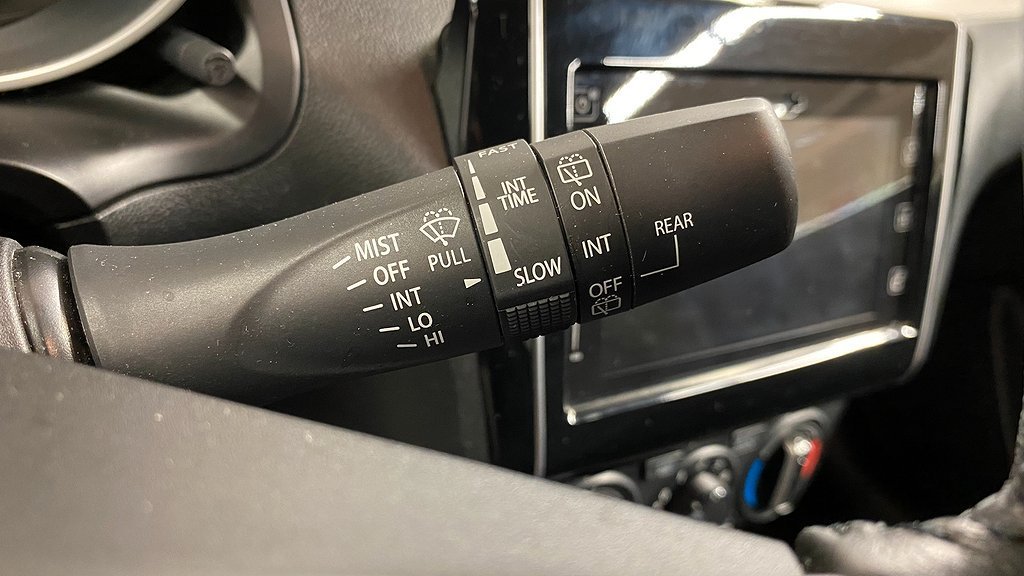 MIST
OFF
INT
LO
HI
PULL
FAST
INT
TIME
SLOW
ON
INT
OFF
REAR